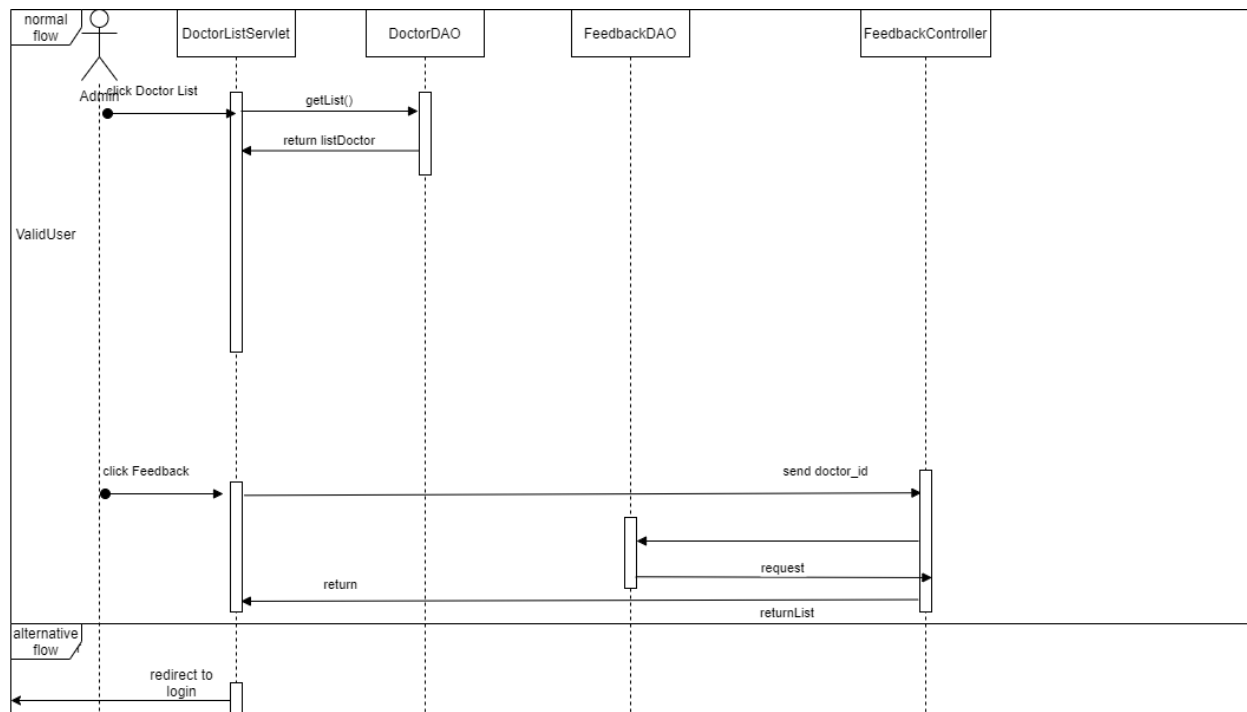 normal
flow
DoctorListServlet
DoctorDAO
FeedbackDAO
FeedbackController
Admin
click Doctor List
getList()
return listDoctor
ValidUser
click Feedback
send doctor_id
request
return
returnList
alternative
flow
redirect to
login